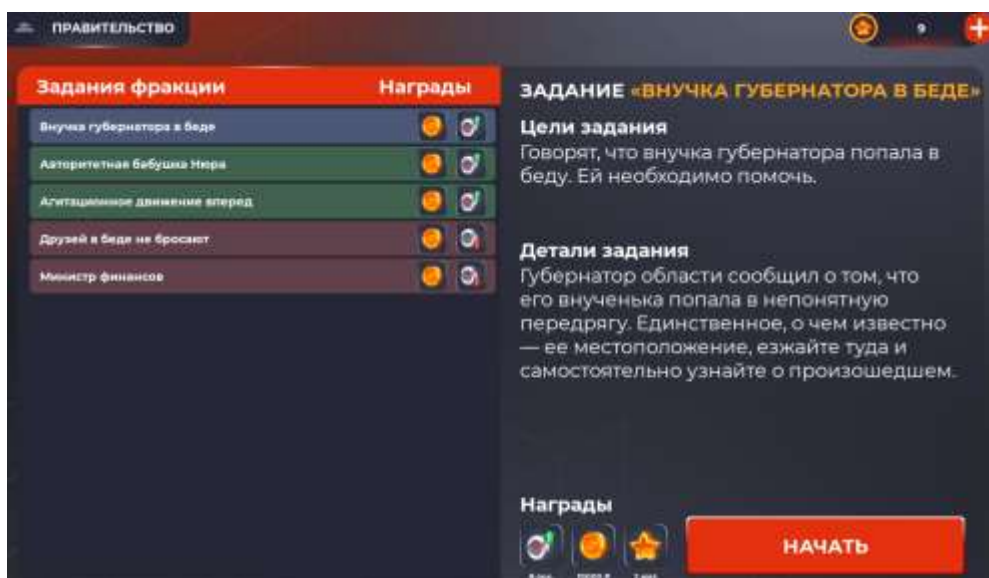 ПРАВИТЕЛЬСТВО
9
Задания фракции
Награды
Внучка губернатора в беде
Авторитетная бабушка Нюра
Агитационное движение вперед
Друзей в беде не бросают
Министр финансов
ЗАДАНИЕ «ВНУЧКА ГУБЕРНАТОРА В БЕДЕ»
Цели задания
Говорят, что внучка губернатора попала в
беду. Ей необходимо помочь.
Детали задания
Губернатор области сообщил о том, что
его внученька попала в непонятную
передрягу. Единственное, о чем известно
— ее местоположение, езжайте туда и
самостоятельно узнайте о произошедшем.
Награды
НАЧАТЬ